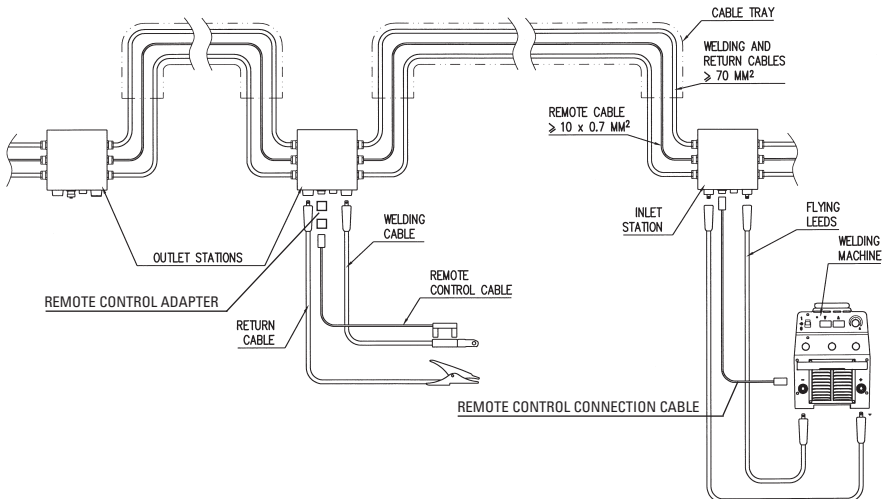 CABLE TRAY
WELDING AND
RETURN CABLES
⩾ 70 MM²
REMOTE CABLE
⩾ 10 x 0.7 MM²
INLET
STATION
FLYING
LEEDS
WELDING
MACHINE
WELDING
CABLE
OUTLET STATIONS
REMOTE
CONTROL CABLE
REMOTE CONTROL ADAPTER
RETURN
CABLE
REMOTE CONTROL CONNECTION CABLE